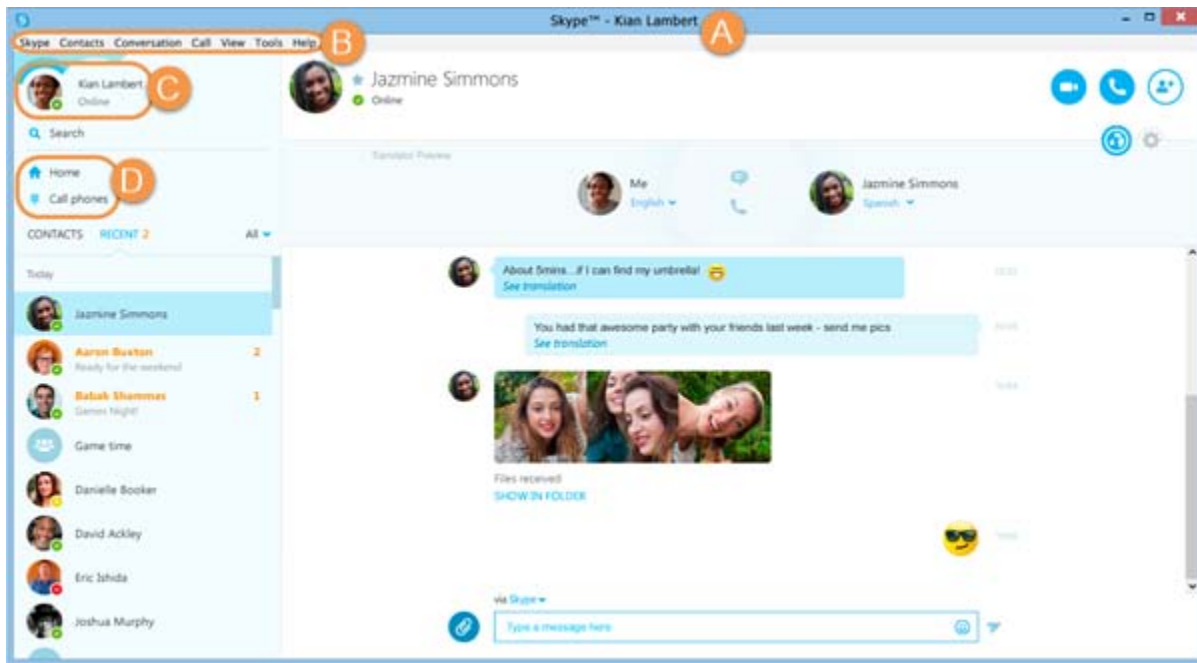 Skype™ - Kian Lambert
A
Skype Contacts Conversation Call View Tools Help
B
Kian Lambert
Online
C
Search
Home
Call phones
D
CONTACTS RECENT 2 All
Today
Jazmine Simmons
Aaron Buxton 2
Ready for the weekend
Babak Shammas 1
Games Night!
Game time
Danielle Booker
David Ackley
Eric Ishida
Joshua Murphy
Jazmine Simmons
Online
Translator Preview
Me
English
Jazmine Simmons
Spanish
About 5mins...if I can find my umbrella!
See translation
You had that awesome party with your friends last week - send me pics
See translation
Files received
SHOW IN FOLDER
via Skype
Type a message here